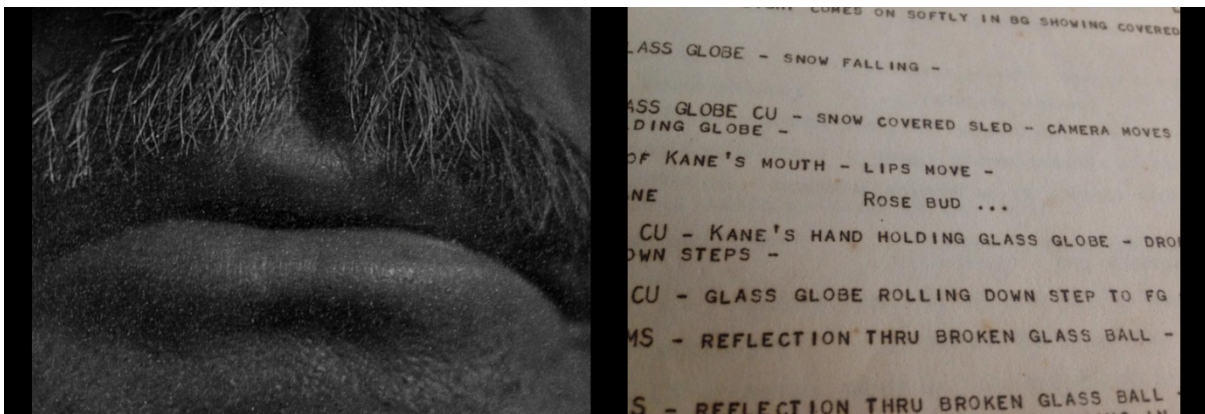 COMES ON SOFTLY IN BG SHOWING COVERED
GLASS GLOBE - SNOW FALLING -
GLASS GLOBE CU - SNOW COVERED SLED - CAMERA MOVES
DING GLOBE -
OF KANE'S MOUTH - LIPS MOVE -
NE ROSE BUD ...
CU - KANE'S HAND HOLDING GLASS GLOBE - DRO
OWN STEPS -
CU - GLASS GLOBE ROLLING DOWN STEP TO FG
MS - REFLECTION THRU BROKEN GLASS BALL -
S - REFLECTION THRU BROKEN GLASS BALL -